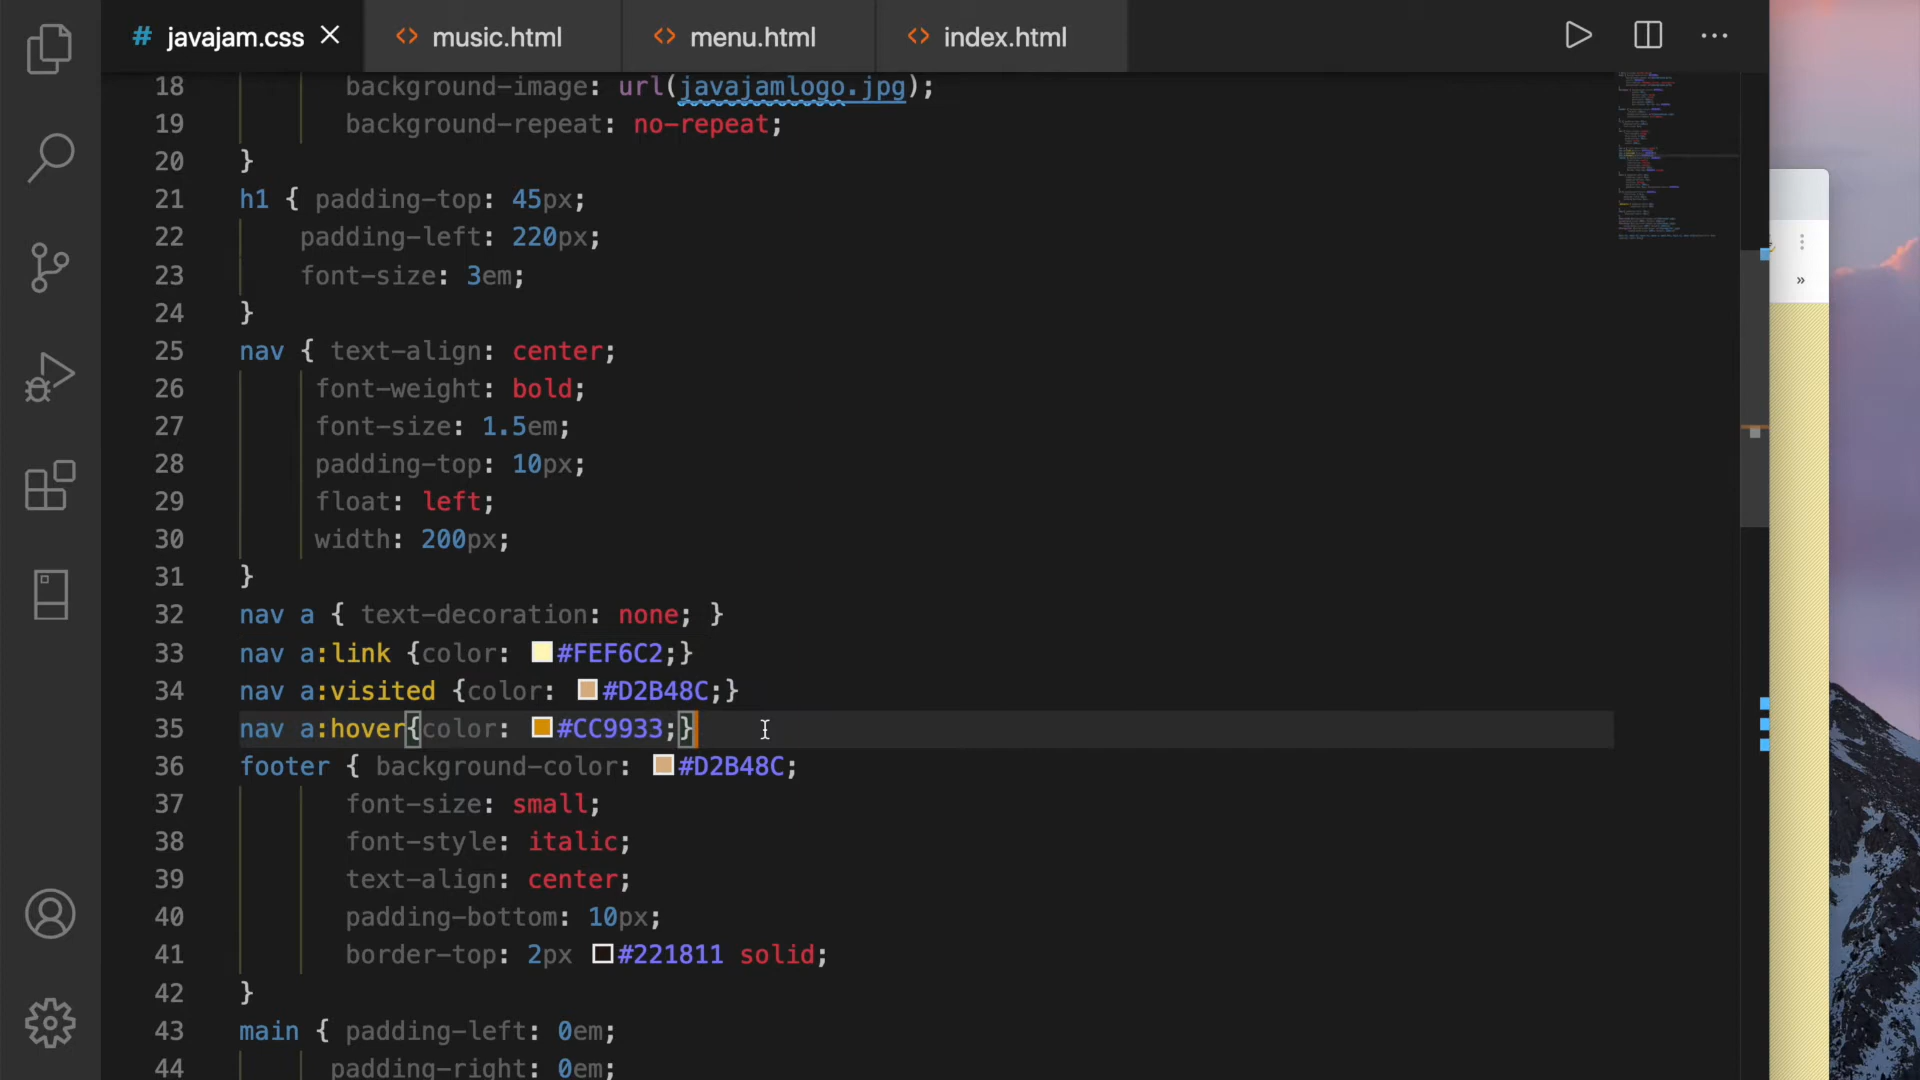 # javajam.css
<> music.html
<> menu.html
<> index.html
18 background-image: url(javajamlogo.jpg);
19 background-repeat: no-repeat;
20 }
21 h1 { padding-top: 45px;
22 padding-left: 220px;
23 font-size: 3em;
24 }
25 nav { text-align: center;
26 font-weight: bold;
27 font-size: 1.5em;
28 padding-top: 10px;
29 float: left;
30 width: 200px;
31 }
32 nav a { text-decoration: none; }
33 nav a:link {color: #FEF6C2;}
34 nav a:visited {color: #D2B48C;}
35 nav a:hover{color: #CC9933;}
36 footer { background-color: #D2B48C;
37 font-size: small;
38 font-style: italic;
39 text-align: center;
40 padding-bottom: 10px;
41 border-top: 2px #221811 solid;
42 }
43 main { padding-left: 0em;
44 padding-right: 0em;